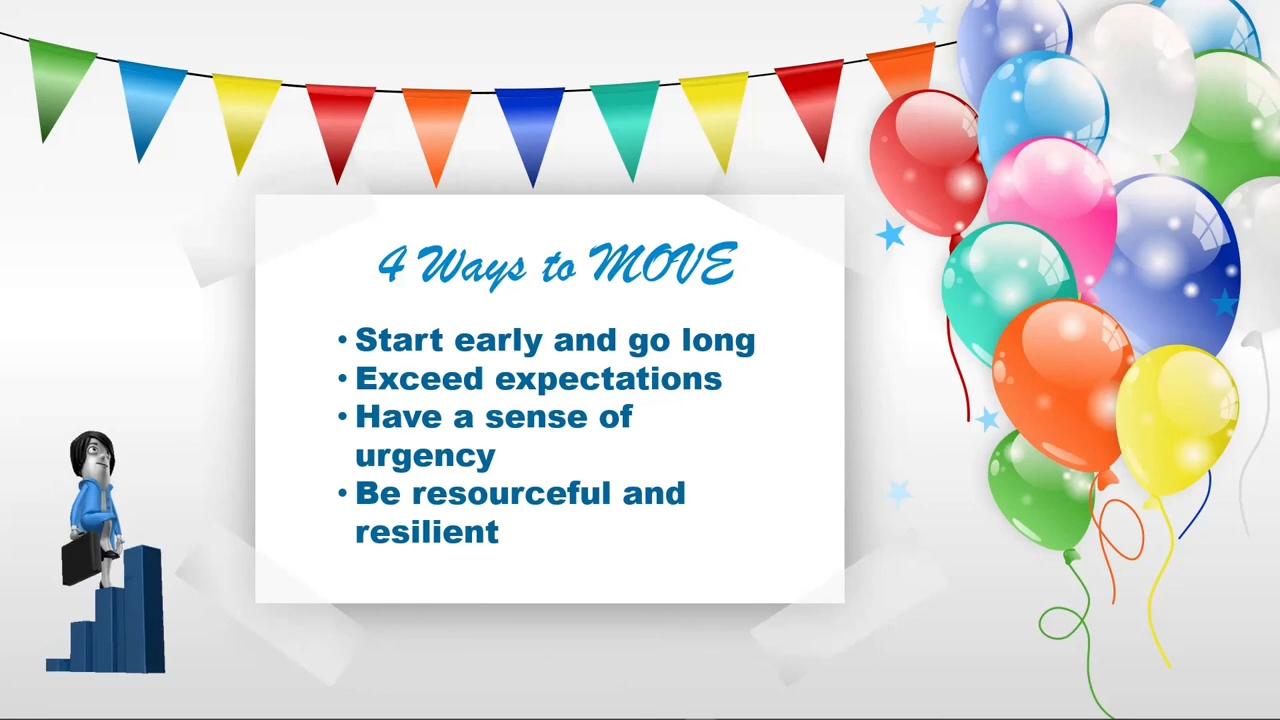 4 Ways to MOVE
• Start early and go long
• Exceed expectations
• Have a sense of
urgency
• Be resourceful and
resilient